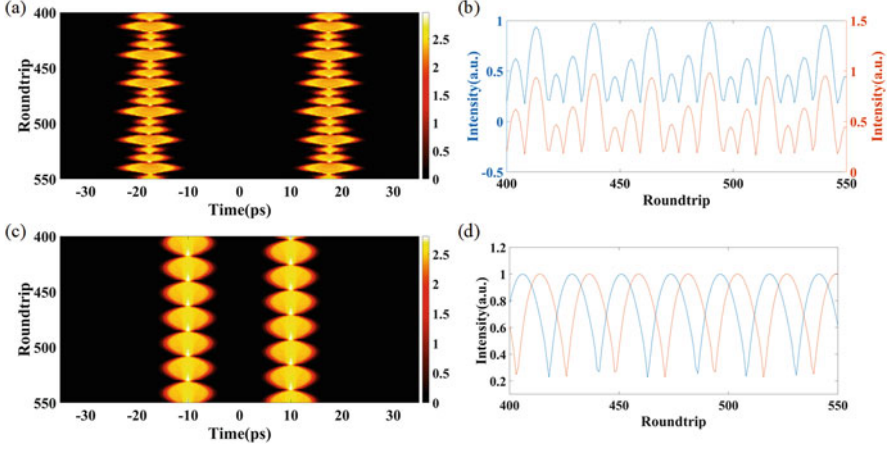 (a)
400
450
500
550
Roundtrip
-30 -20 -10 0 10 20 30
Time(ps)
2.5
2
1.5
1
0.5
0
(b)
1
0.5
0
-0.5
Intensity(a.u.)
1.5
1
0.5
0
Intensity(a.u.)
400 450 500 550
Roundtrip
(c)
400
450
500
550
Roundtrip
-30 -20 -10 0 10 20 30
Time(ps)
2.5
2
1.5
1
0.5
0
(d)
1.2
1
0.8
0.6
0.4
0.2
Intensity(a.u.)
400 450 500 550
Roundtrip